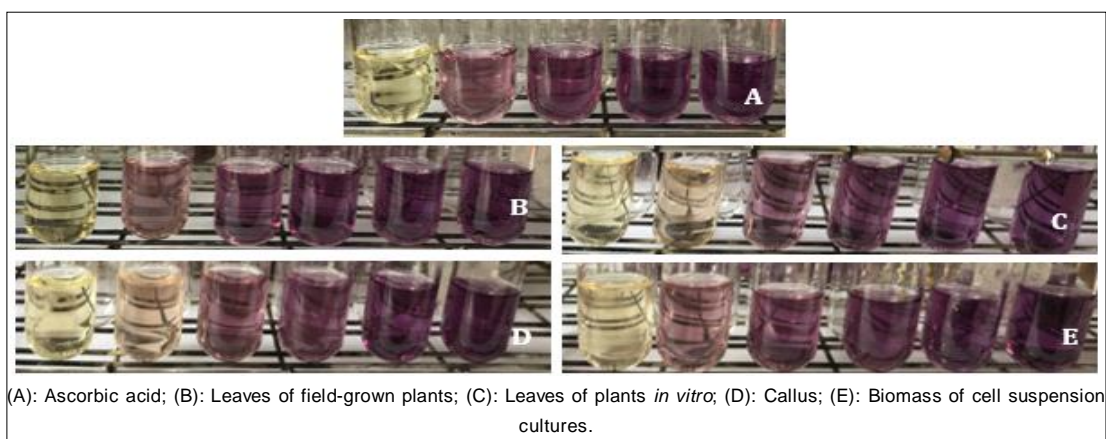 A
B
C
D
E
(A): Ascorbic acid; (B): Leaves of field-grown plants; (C): Leaves of plants in vitro; (D): Callus; (E): Biomass of cell suspension
cultures.